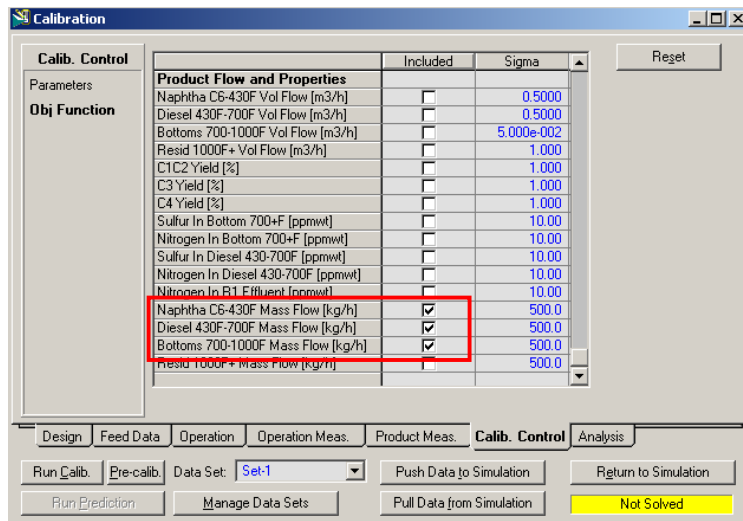 Calibration
Calib. Control
Parameters
Obj Function
Included Sigma
Reset
Product Flow and Properties
Naphtha C6-430F Vol Flow [m3/h] 0.5000
Diesel 430F-700F Vol Flow [m3/h] 0.5000
Bottoms 700-1000F Vol Flow [m3/h] 5.000e-002
Resid 1000F+ Vol Flow [m3/h] 1.000
C1C2 Yield [%] 1.000
C3 Yield [%] 1.000
C4 Yield [%] 1.000
Sulfur In Bottom 700+F [ppmwt] 10.00
Nitrogen In Bottom 700+F [ppmwt] 10.00
Sulfur In Diesel 430-700F [ppmwt] 10.00
Nitrogen In Diesel 430-700F [ppmwt] 10.00
Nitrogen In R1 Effluent [ppmwt] 10.00
Naphtha C6-430F Mass Flow [kg/h] 500.0
Diesel 430F-700F Mass Flow [kg/h] 500.0
Bottoms 700-1000F Mass Flow [kg/h] 500.0
Resid 1000F+ Mass Flow [kg/h] 500.0
Design Feed Data Operation Operation Meas. Product Meas. Calib. Control Analysis
Run Calib. Pre-calib. Data Set: Set-1 Push Data to Simulation Return to Simulation
Run Prediction Manage Data Sets Pull Data from Simulation Not Solved